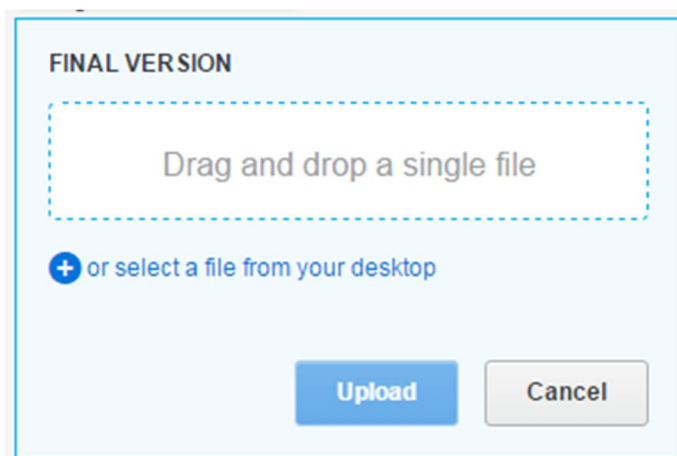 FINAL VERSION
Drag and drop a single file
or select a file from your desktop
Upload Cancel